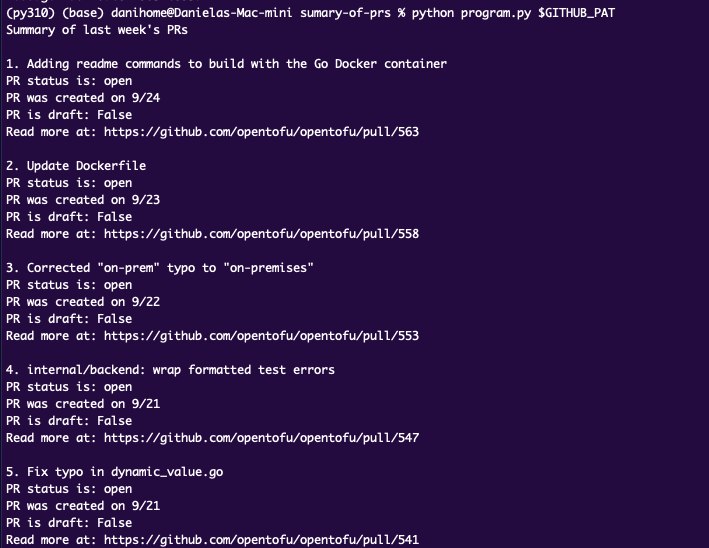 (py310) (base) danihome@Danielas-Mac-mini sumary-of-prs % python program.py $GITHUB_PAT
Summary of last week's PRs
1. Adding readme commands to build with the Go Docker container
PR status is: open
PR was created on 9/24
PR is draft: False
Read more at: https://github.com/opentofu/opentofu/pull/563
2. Update Dockerfile
PR status is: open
PR was created on 9/23
PR is draft: False
Read more at: https://github.com/opentofu/opentofu/pull/558
3. Corrected "on-prem" typo to "on-premises"
PR status is: open
PR was created on 9/22
PR is draft: False
Read more at: https://github.com/opentofu/opentofu/pull/553
4. internal/backend: wrap formatted test errors
PR status is: open
PR was created on 9/21
PR is draft: False
Read more at: https://github.com/opentofu/opentofu/pull/547
5. Fix typo in dynamic_value.go
PR status is: open
PR was created on 9/21
PR is draft: False
Read more at: https://github.com/opentofu/opentofu/pull/541